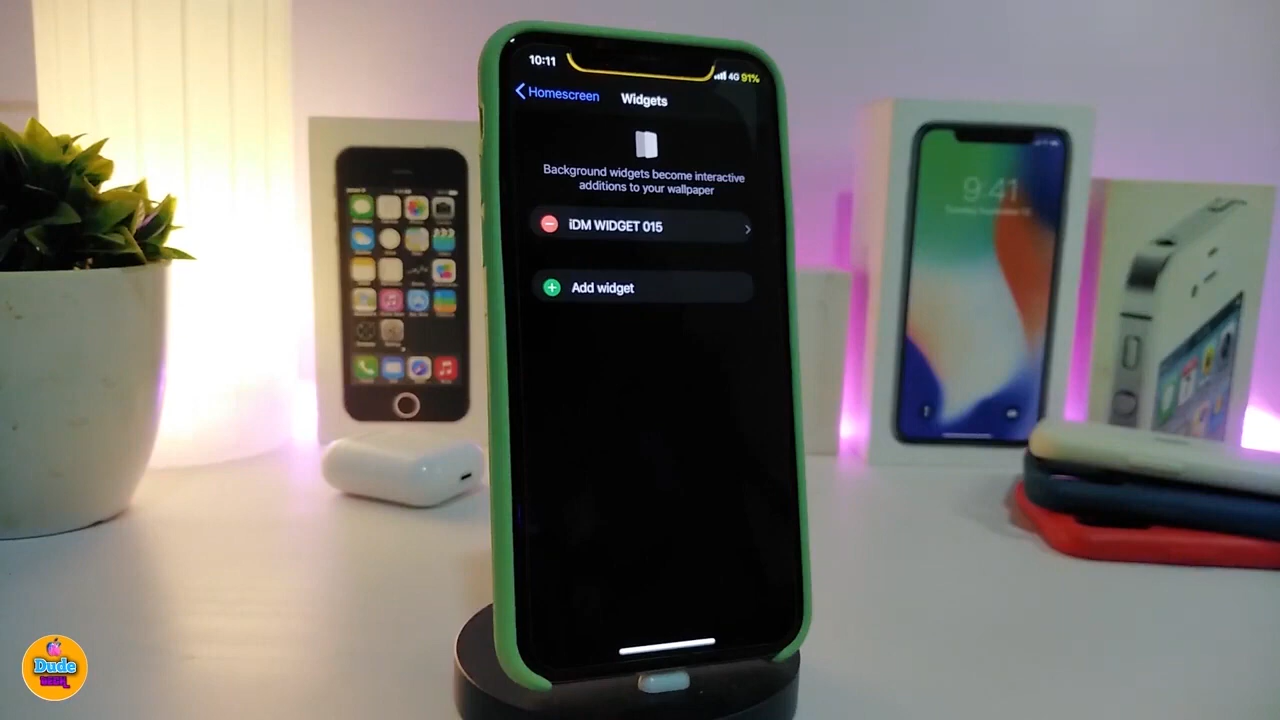 10:11
4G 91%
Homescreen
Widgets
Background widgets become interactive
additions to your wallpaper
iDM WIDGET 015
Add widget
9:41
Dude